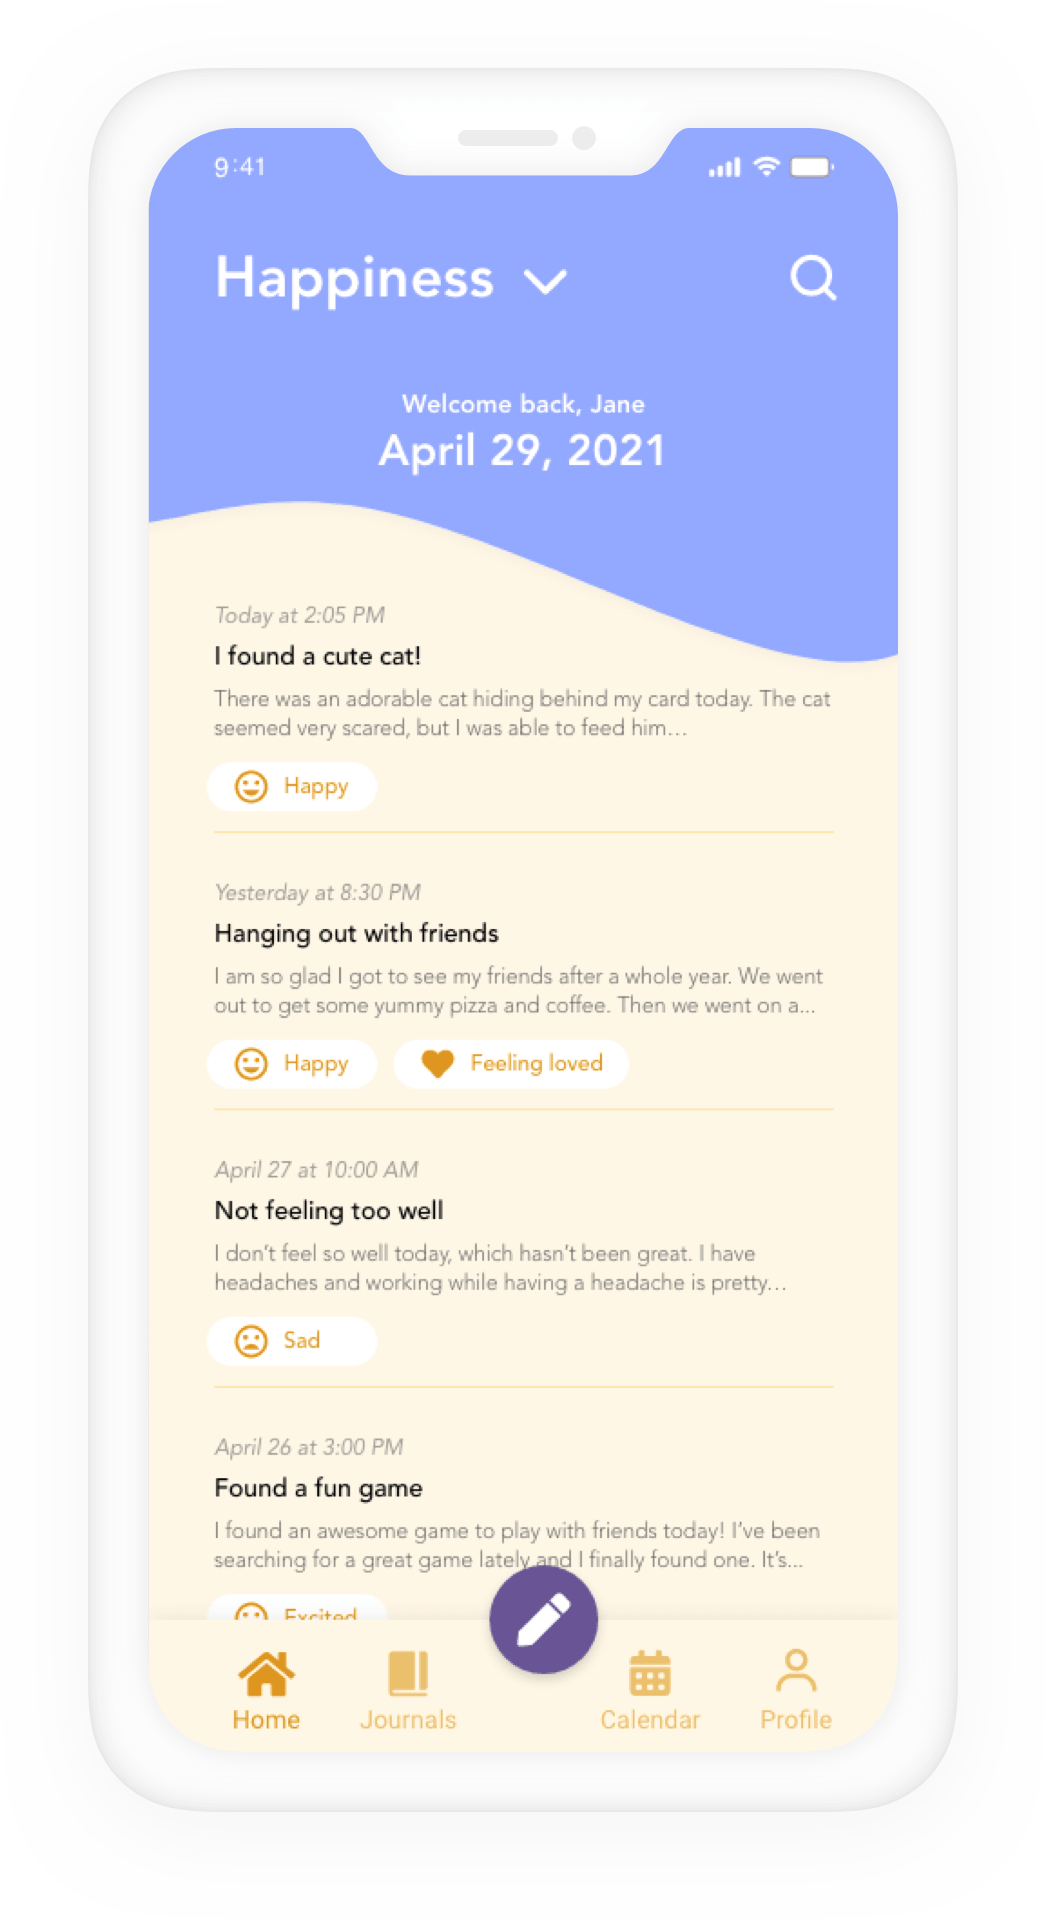 9:41
Happiness
Welcome back, Jane
April 29, 2021
Today at 2:05 PM
I found a cute cat!
There was an adorable cat hiding behind my card today. The cat
seemed very scared, but I was able to feed him...
Happy
Yesterday at 8:30 PM
Hanging out with friends
I am so glad I got to see my friends after a whole year. We went
out to get some yummy pizza and coffee. Then we went on a...
Happy Feeling loved
April 27 at 10:00 AM
Not feeling too well
I don’t feel so well today, which hasn’t been great. I have
headaches and working while having a headache is pretty...
Sad
April 26 at 3:00 PM
Found a fun game
I found an awesome game to play with friends today! I’ve been
searching for a great game lately and I finally found one. It’s...
Excited
Home Journals Calendar Profile